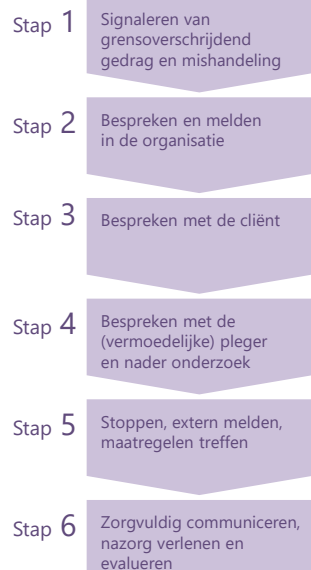 Stap 1
Signaleren van
grensoverschrijdend
gedrag en mishandeling
Stap 2
Bespreken en melden
in de organisatie
Stap 3
Bespreken met de cliënt
Stap 4
Bespreken met de
(vermoedelijke) pleger
en nader onderzoek
Stap 5
Stoppen, extern melden,
maatregelen treffen
Stap 6
Zorgvuldig communiceren,
nazorg verlenen en
evalueren